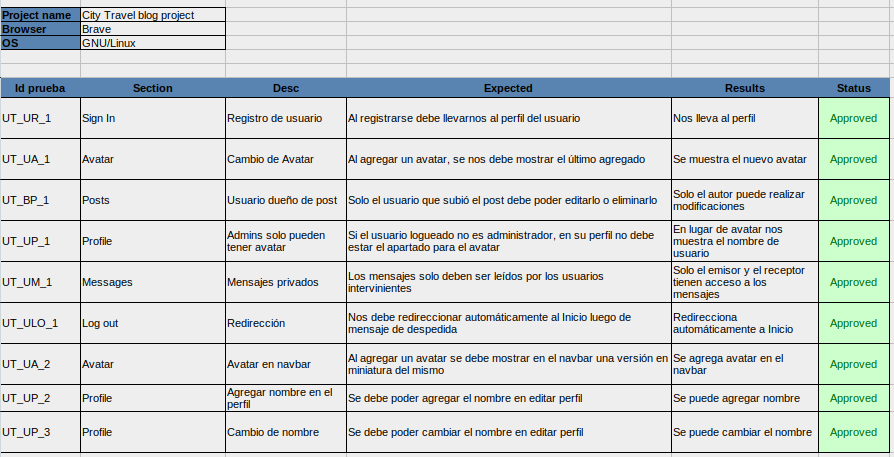 Project name City Travel blog project
Browser Brave
OS GNU/Linux
Id prueba Section Desc Expected Results Status
UT_UR_1 Sign In Registro de usuario Al registrarse debe llevarnos al perfil del usuario Nos lleva al perfil Approved
UT_UA_1 Avatar Cambio de Avatar Al agregar un avatar, se nos debe mostrar el último agregado Se muestra el nuevo avatar Approved
UT_BP_1 Posts Usuario dueño de post Solo el usuario que subió el post debe poder editarlo o eliminarlo Solo el autor puede realizar
modificaciones Approved
UT_UP_1 Profile Admins solo pueden
tener avatar Si el usuario logueado no es administrador, en su perfil no debe
estar el apartado para el avatar En lugar de avatar nos
muestra el nombre de
usuario Approved
UT_UM_1 Messages Mensajes privados Los mensajes solo deben ser leídos por los usuarios
intervinientes Solo el emisor y el receptor
tienen acceso a los
mensajes Approved
UT_ULO_1 Log out Redirección Nos debe redireccionar automáticamente al Inicio luego de
mensaje de despedida Redirecciona
automáticamente a Inicio Approved
UT_UA_2 Avatar Avatar en navbar Al agregar un avatar se debe mostrar en el navbar una versión en
miniatura del mismo Se agrega avatar en el
navbar Approved
UT_UP_2 Profile Agregar nombre en el
perfil Se debe poder agregar el nombre en editar perfil Se puede agregar nombre Approved
UT_UP_3 Profile Cambio de nombre Se debe poder cambiar el nombre en editar perfil Se puede cambiar el nombre Approved